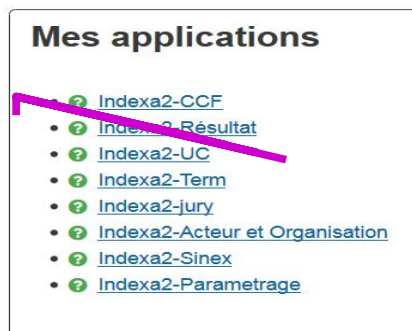 Mes applications
Indexa2-CCF
Indexa2-Résultat
Indexa2-UC
Indexa2-Term
Indexa2-jury
Indexa2-Acteur et Organisation
Indexa2-Sinex
Indexa2-Parametrage